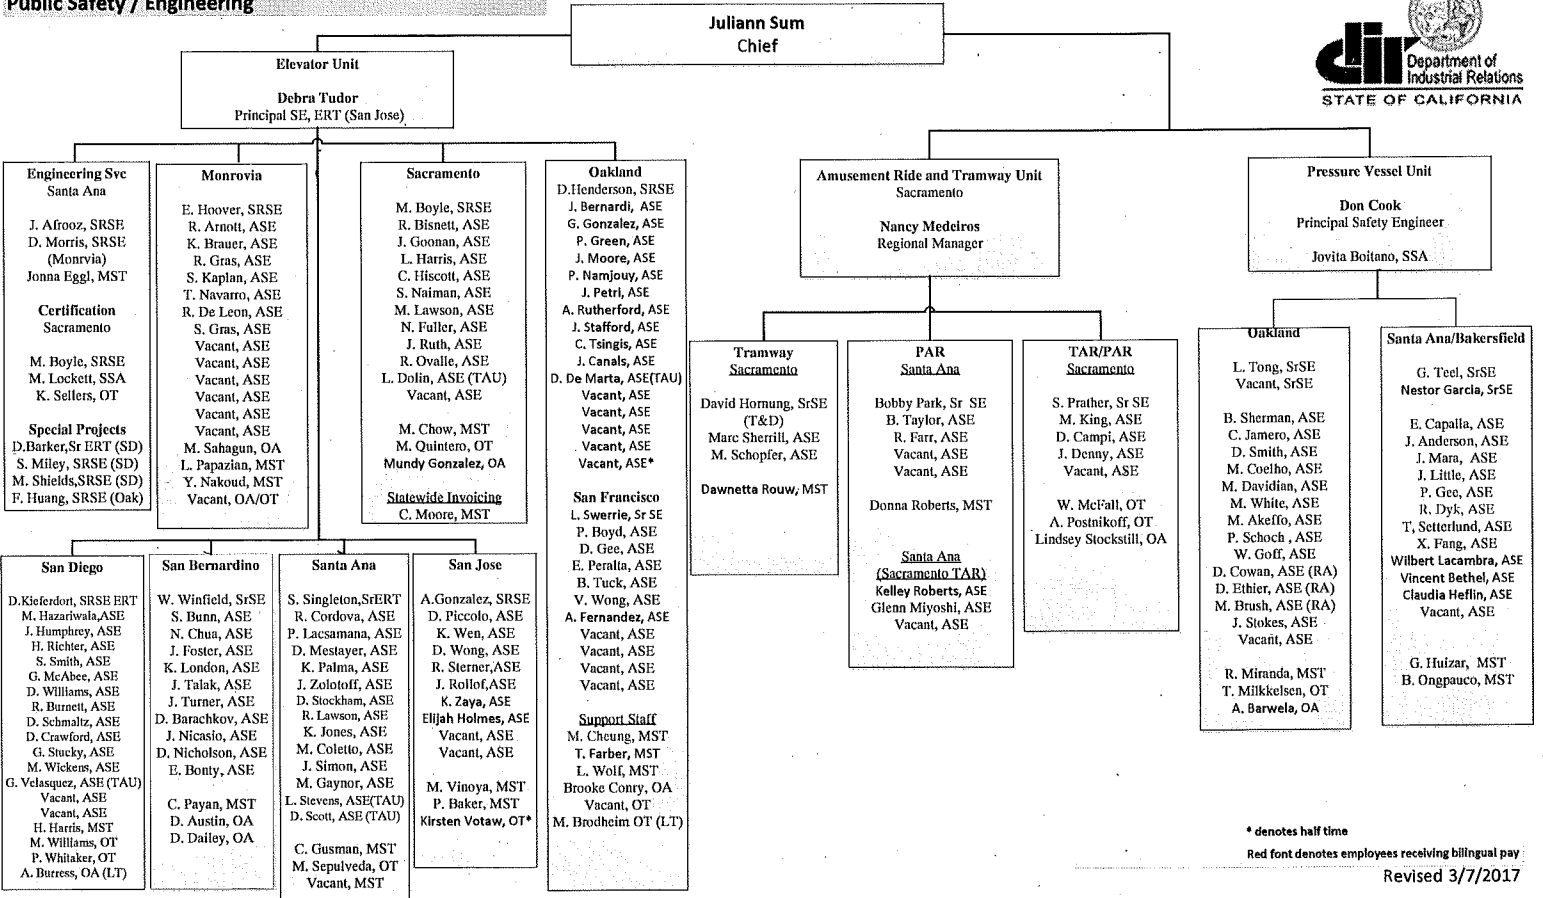 Public Safety / Engineering
Juliann Sum
Chief
dir
Department of
Industrial Relations
STATE OF CALIFORNIA
Elevator Unit
Debra Tudor
Principal SE, ERT (San Jose)
Engineering Svc
Santa Ana
J. Afrooz, SRSE
D. Morris, SRSE
(Monrvia)
Jonna Eggl, MST
Certification
Sacramento
M. Boyle, SRSE
M. Lockett, SSA
K. Sellers, OT
Special Projects
D.Barker,Sr ERT (SD)
S. Miley, SRSE (SD)
M. Shields,SRSE (SD)
F. Huang, SRSE (Oak)
Monrovia
E. Hoover, SRSE
R. Arnott, ASE
K. Brauer, ASE
R. Gras, ASE
S. Kaplan, ASE
T. Navarro, ASE
R. De Leon, ASE
S. Gras, ASE
Vacant, ASE
Vacant, ASE
Vacant, ASE
Vacant, ASE
Vacant, ASE
Vacant, ASE
M. Sahagun, OA
L. Papazian, MST
Y. Nakoud, MST
Vacant, OA/OT
Sacramento
M. Boyle, SRSE
R. Bisnett, ASE
J. Goonan, ASE
L. Harris, ASE
C. Hiscott, ASE
S. Naiman, ASE
M. Lawson, ASE
N. Fuller, ASE
J. Ruth, ASE
R. Ovalle, ASE
L. Dolin, ASE (TAU)
Vacant, ASE
M. Chow, MST
M. Quintero, OT
Mundy Gonzalez, OA
Statewide Invoicing
C. Moore, MST
Oakland
D.Henderson, SRSE
J. Bernardi, ASE
G. Gonzalez, ASE
P. Green, ASE
J. Moore, ASE
P. Namjouy, ASE
J. Petri, ASE
A. Rutherford, ASE
J. Stafford, ASE
C. Tsingis, ASE
J. Canals, ASE
D. De Marta, ASE(TAU)
Vacant, ASE
Vacant, ASE
Vacant, ASE
Vacant, ASE
Vacant, ASE*
San Francisco
L. Swerrie, Sr SE
P. Boyd, ASE
D. Gee, ASE
E. Peralta, ASE
B. Tuck, ASE
V. Wong, ASE
A. Fernandez, ASE
Vacant, ASE
Vacant, ASE
Vacant, ASE
Vacant, ASE
Support Staff
M. Cheung, MST
T. Farber, MST
L. Wolf, MST
Brooke Conry, OA
Vacant, OT
M. Brodheim OT (LT)
San Diego
D.Kieferdorf, SRSE ERT
M. Hazariwala,ASE
J. Humphrey, ASE
H. Richter, ASE
S. Smith, ASE
G. McAbee, ASE
D. Williams, ASE
R. Burnett, ASE
D. Schmaltz, ASE
D. Crawford, ASE
G. Stucky, ASE
M. Wickens, ASE
G. Velasquez, ASE (TAU)
Vacant, ASE
Vacant, ASE
H. Harris, MST
M. Williams, OT
P. Whitaker, OT
A. Burress, OA (LT)
San Bernardino
W. Winfield, SrSE
S. Bunn, ASE
N. Chua, ASE
J. Foster, ASE
K. London, ASE
J. Talak, ASE
J. Turner, ASE
D. Barachkov, ASE
J. Nicasio, ASE
D. Nicholson, ASE
E. Bonty, ASE
C. Payan, MST
D. Austin, OA
D. Dailey, OA
Santa Ana
S. Singleton,SrERT
R. Cordova, ASE
P. Lacsamana, ASE
D. Mestayer, ASE
K. Palma, ASE
J. Zolotoff, ASE
D. Stockham, ASE
R. Lawson, ASE
K. Jones, ASE
M. Coletto, ASE
J. Simon, ASE
M. Gaynor, ASE
L. Stevens, ASE(TAU)
D. Scott, ASE (TAU)
C. Gusman, MST
M. Sepulveda, OT
Vacant, MST
San Jose
A.Gonzalez, SRSE
D. Piccolo, ASE
K. Wen, ASE
D. Wong, ASE
R. Sterner,ASE
J. Rollof,ASE
K. Zaya, ASE
Elijah Holmes, ASE
Vacant, ASE
Vacant, ASE
M. Vinoya, MST
P. Baker, MST
Kirsten Votaw, OT*
Amusement Ride and Tramway Unit
Sacramento
Nancy Medeiros
Regional Manager
Tramway
Sacramento
David Hornung, SrSE
(T&D)
Marc Sherrill, ASE
M. Schopfer, ASE
Dawnetta Rouw, MST
PAR
Santa Ana
Bobby Park, Sr SE
B. Taylor, ASE
R. Farr, ASE
Vacant, ASE
Vacant, ASE
Donna Roberts, MST
Santa Ana
(Sacramento TAR)
Kelley Roberts, ASE
Glenn Miyoshi, ASE
Vacant, ASE
TAR/PAR
Sacramento
S. Prather, Sr SE
M. King, ASE
D. Campi, ASE
J. Denny, ASE
Vacant, ASE
W. McFall, OT
A. Postnikoff, OT
Lindsey Stockstill, OA
Pressure Vessel Unit
Don Cook
Principal Safety Engineer
Jovita Boitano, SSA
Oakland
L. Tong, SrSE
Vacant, SrSE
B. Sherman, ASE
C. Jamero, ASE
D. Smith, ASE
M. Coelho, ASE
M. Davidian, ASE
M. White, ASE
M. Akeffo, ASE
P. Schoch , ASE
W. Goff, ASE
D. Cowan, ASE (RA)
D. Ethier, ASE (RA)
M. Brush, ASE (RA)
J. Stokes, ASE
Vacant, ASE
R. Miranda, MST
T. Milkkelsen, OT
A. Barwela, OA
Santa Ana/Bakersfield
G. Teel, SrSE
Nestor Garcia, SrSE
E. Capalla, ASE
J. Anderson, ASE
J. Mara, ASE
J. Little, ASE
P. Gee, ASE
R. Dyk, ASE
T, Setterlund, ASE
X. Fang, ASE
Wilbert Lacambra, ASE
Vincent Bethel, ASE
Claudia Heflin, ASE
Vacant, ASE
G. Huizar, MST
B. Ongpauco, MST
* denotes half time
Red font denotes employees receiving bilingual pay
Revised 3/7/2017